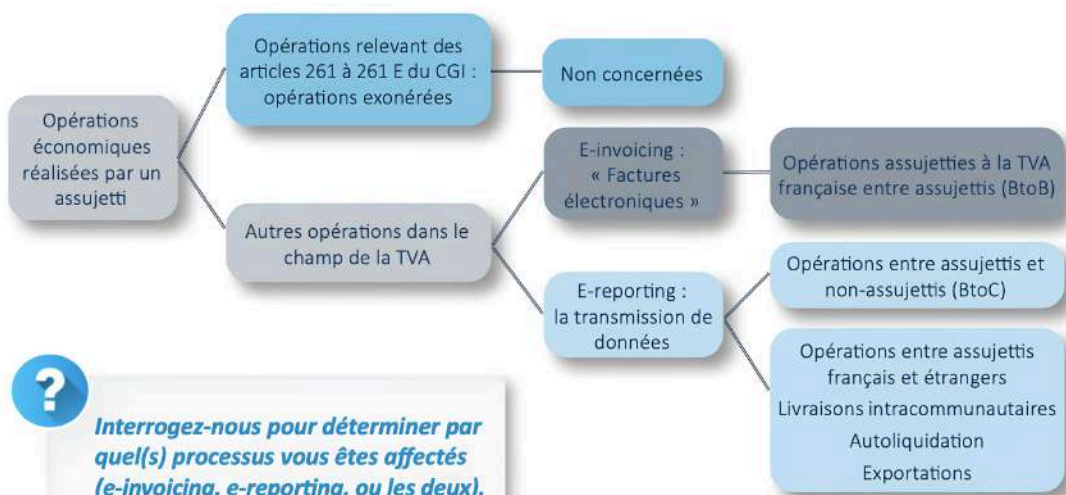 Opérations
économiques
réalisées par un
assujetti
Opérations relevant des
articles 261 à 261 E du CGI :
opérations exonérées
Non concernées
Autres opérations dans le
champ de la TVA
E-invoicing :
« Factures
électroniques »
Opérations assujetties à la TVA
française entre assujettis (BtoB)
E-reporting :
la transmission de
données
Opérations entre assujettis et
non-assujettis (BtoC)
Opérations entre assujettis
français et étrangers
Livraisons intracommunautaires
Autoliquidation
Exportations
?
Interrogez-nous pour déterminer par
quel(s) processus vous êtes affectés
(e-invoicing, e-reporting, ou les deux).